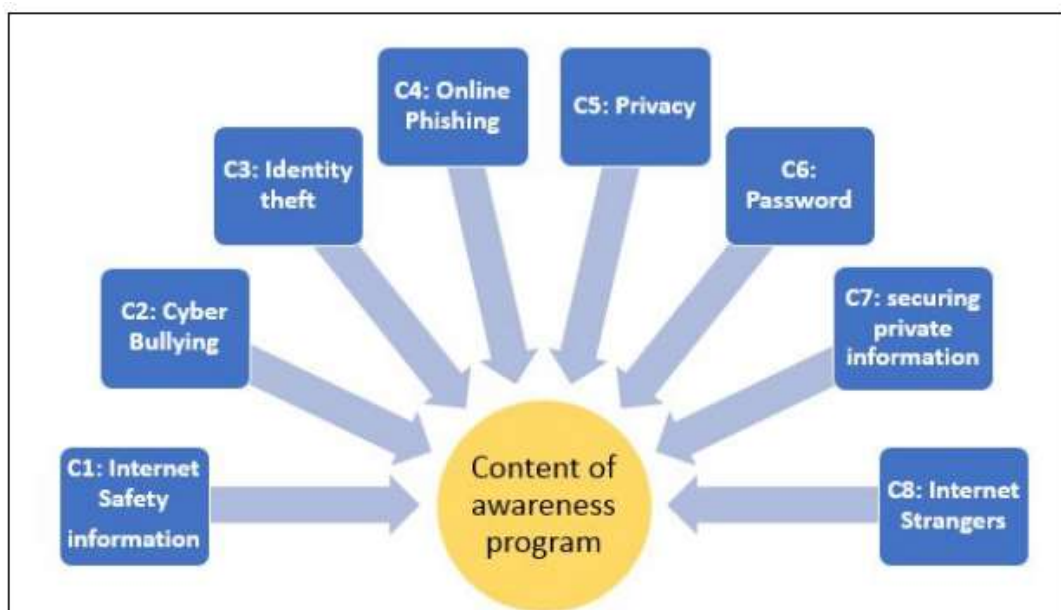 C1: Internet
Safety
information
C2: Cyber
Bullying
C3: Identity
theft
C4: Online
Phishing
C5: Privacy
C6:
Password
C7: securing
private
information
C8: Internet
Strangers
Content of
awareness
program